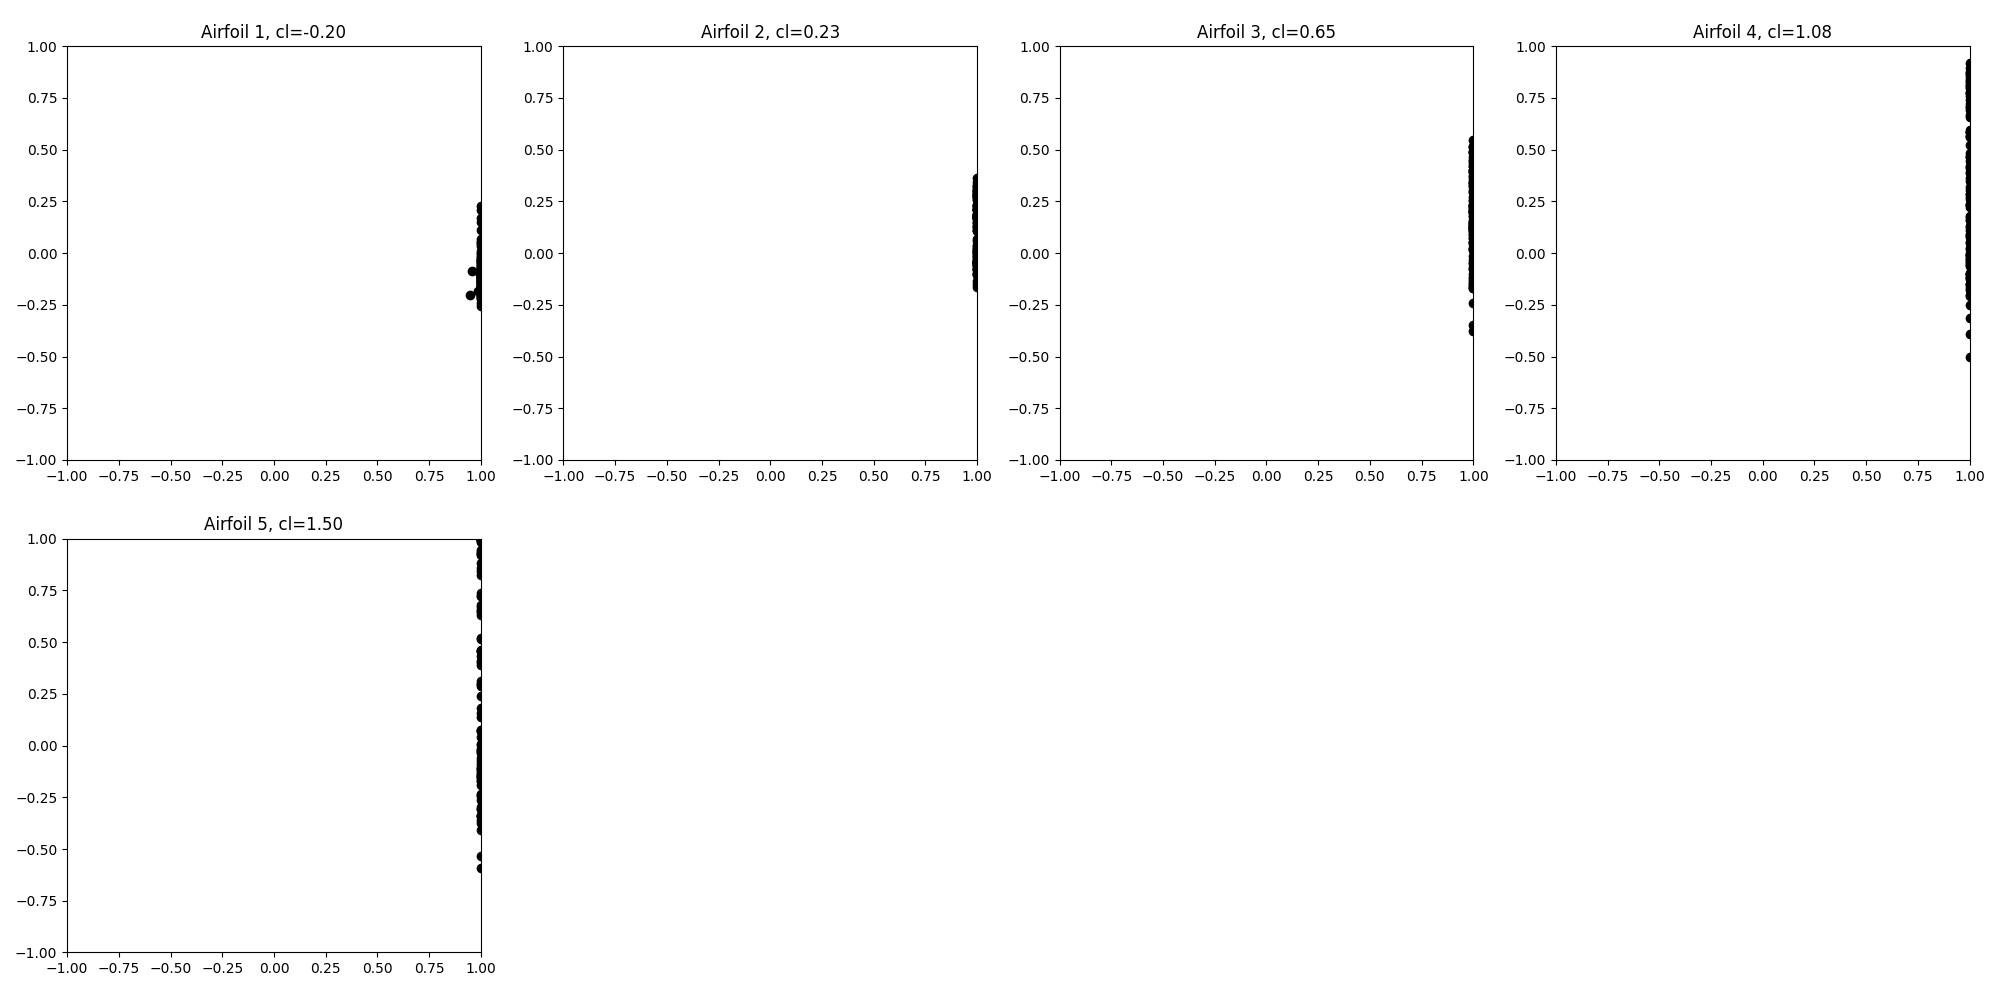 Airfoil 1, cl=-0.20
Airfoil 2, cl=0.23
Airfoil 3, cl=0.65
Airfoil 4, cl=1.08
1.00 1.00 1.00 1.00
0.75 0.75 0.75 0.75
0.50 0.50 0.50 0.50
0.25 0.25 0.25 0.25
0.00 0.00 0.00 0.00
−0.25 −0.25 −0.25 −0.25
−0.50 −0.50 −0.50 −0.50
−0.75 −0.75 −0.75 −0.75
−1.00 −1.00 −1.00 −1.00
−1.00 −0.75 −0.50 −0.25 0.00 0.25 0.50 0.75 1.00
−1.00 −0.75 −0.50 −0.25 0.00 0.25 0.50 0.75 1.00
−1.00 −0.75 −0.50 −0.25 0.00 0.25 0.50 0.75 1.00
−1.00 −0.75 −0.50 −0.25 0.00 0.25 0.50 0.75 1.00
Airfoil 5, cl=1.50
1.00
0.75
0.50
0.25
0.00
−0.25
−0.50
−0.75
−1.00
−1.00 −0.75 −0.50 −0.25 0.00 0.25 0.50 0.75 1.00